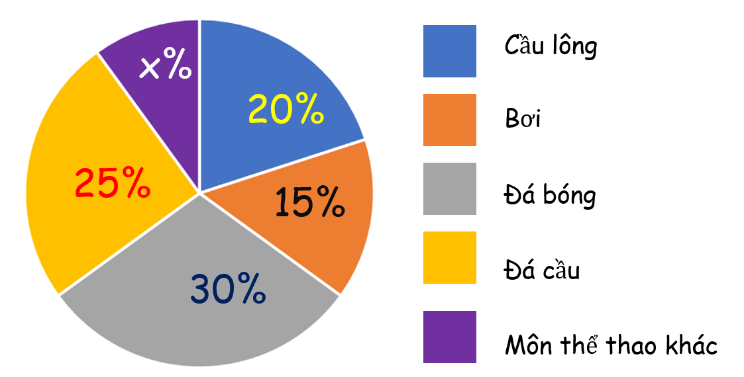 x%
20%
25%
15%
30%
Cầu lông
Bơi
Đá bóng
Đá cầu
Môn thể thao khác